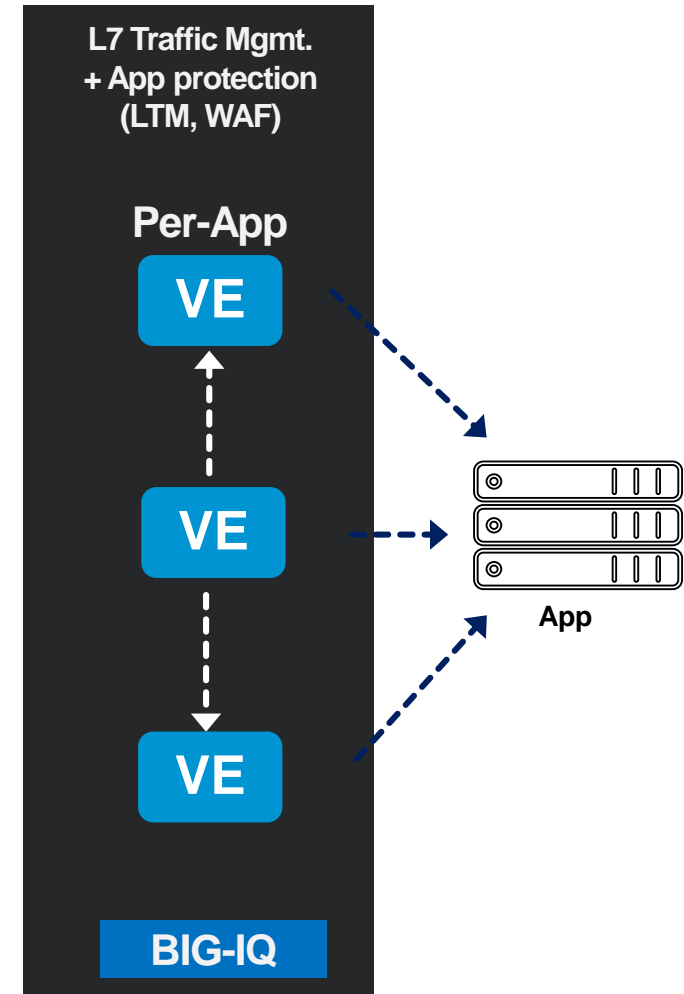 L7 Traffic Mgmt.
+ App protection
(LTM, WAF)
Per-App
VE
VE
App
VE
BIG-IQ